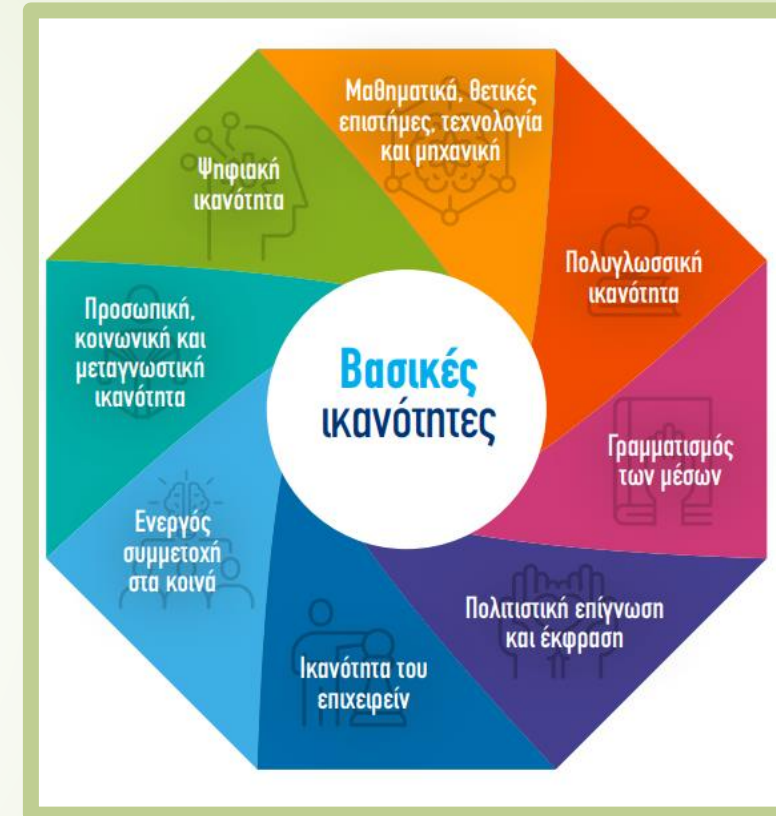 Βασικές
ικανότητες
Μαθηματικά, θετικές
επιστήμες, τεχνολογία
και μηχανική
Πολυγλωσσική
ικανότητα
Γραμματισμός
των μέσων
Πολιτιστική επίγνωση
και έκφραση
Ικανότητα του
επιχειρείν
Ενεργός
συμμετοχή
στα κοινά
Προσωπική,
κοινωνική και
μεταγνωστική
ικανότητα
Ψηφιακή
ικανότητα